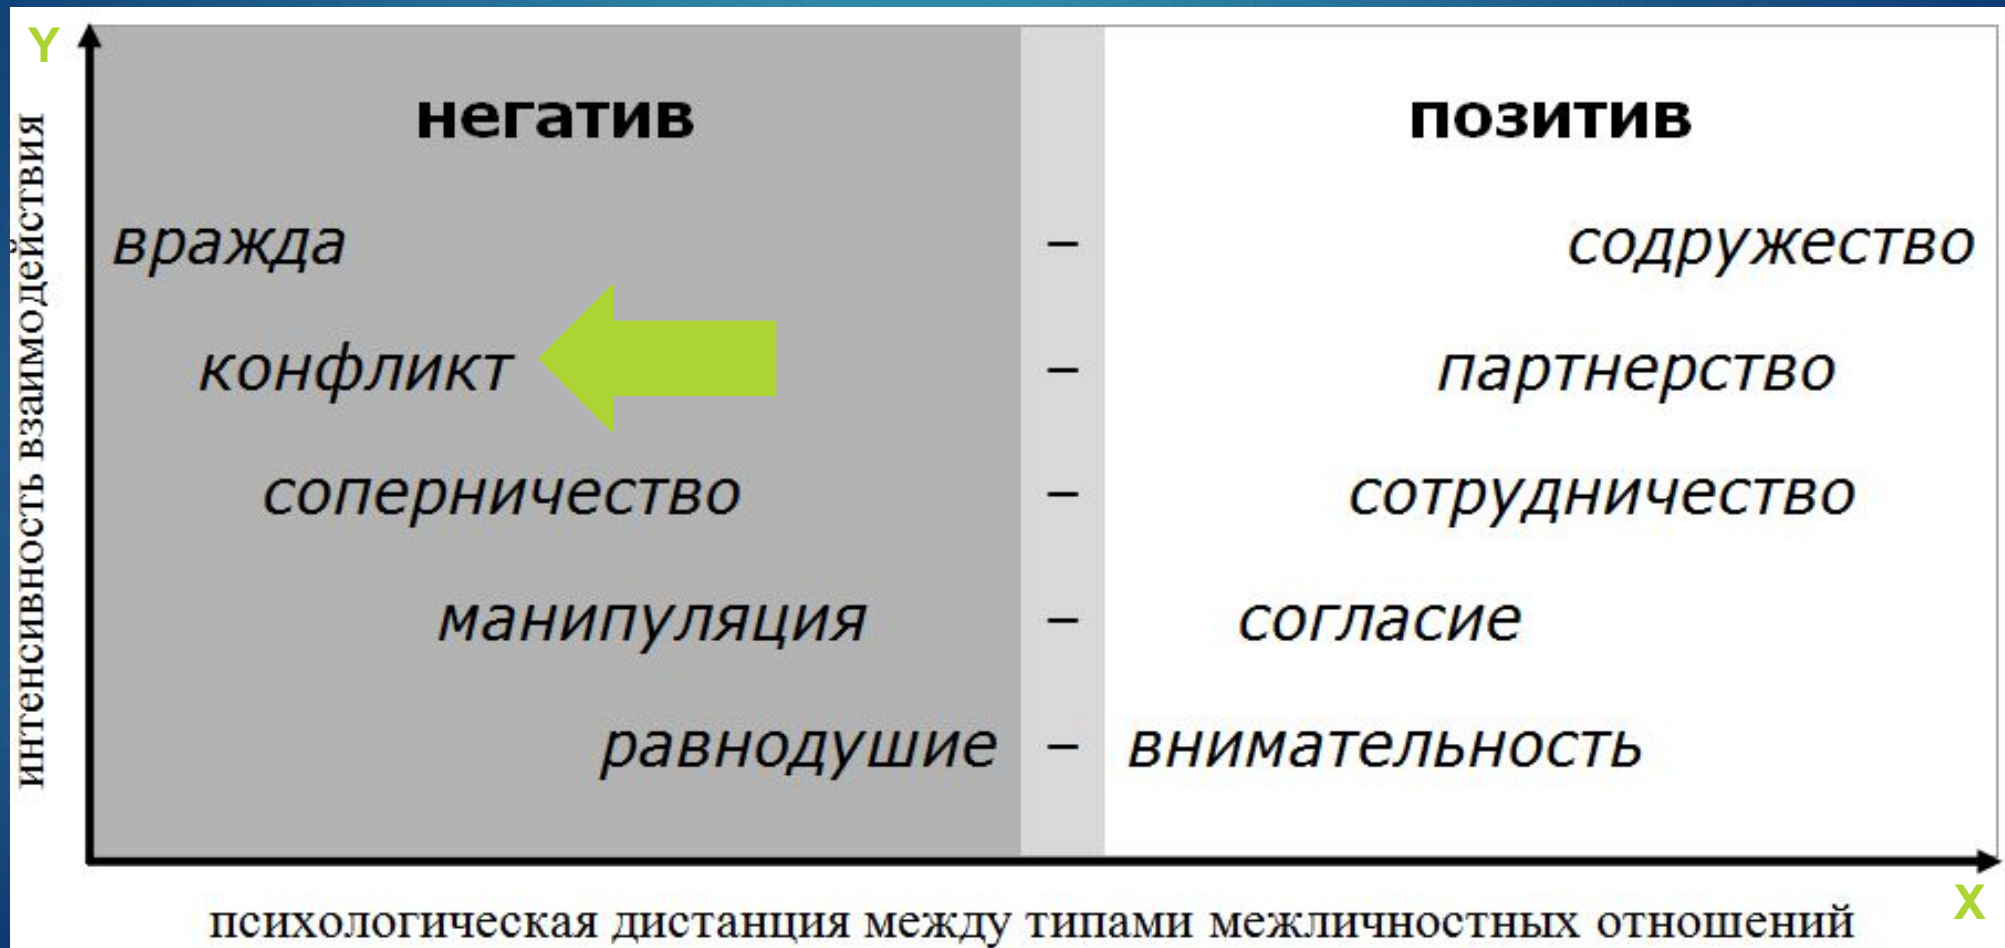 Y
интенсивность взаимодействия
негатив позитив
вражда – содружество
конфликт – партнерство
соперничество – сотрудничество
манипуляция – согласие
равнодушие – внимательность
X
психологическая дистанция между типами межличностных отношений